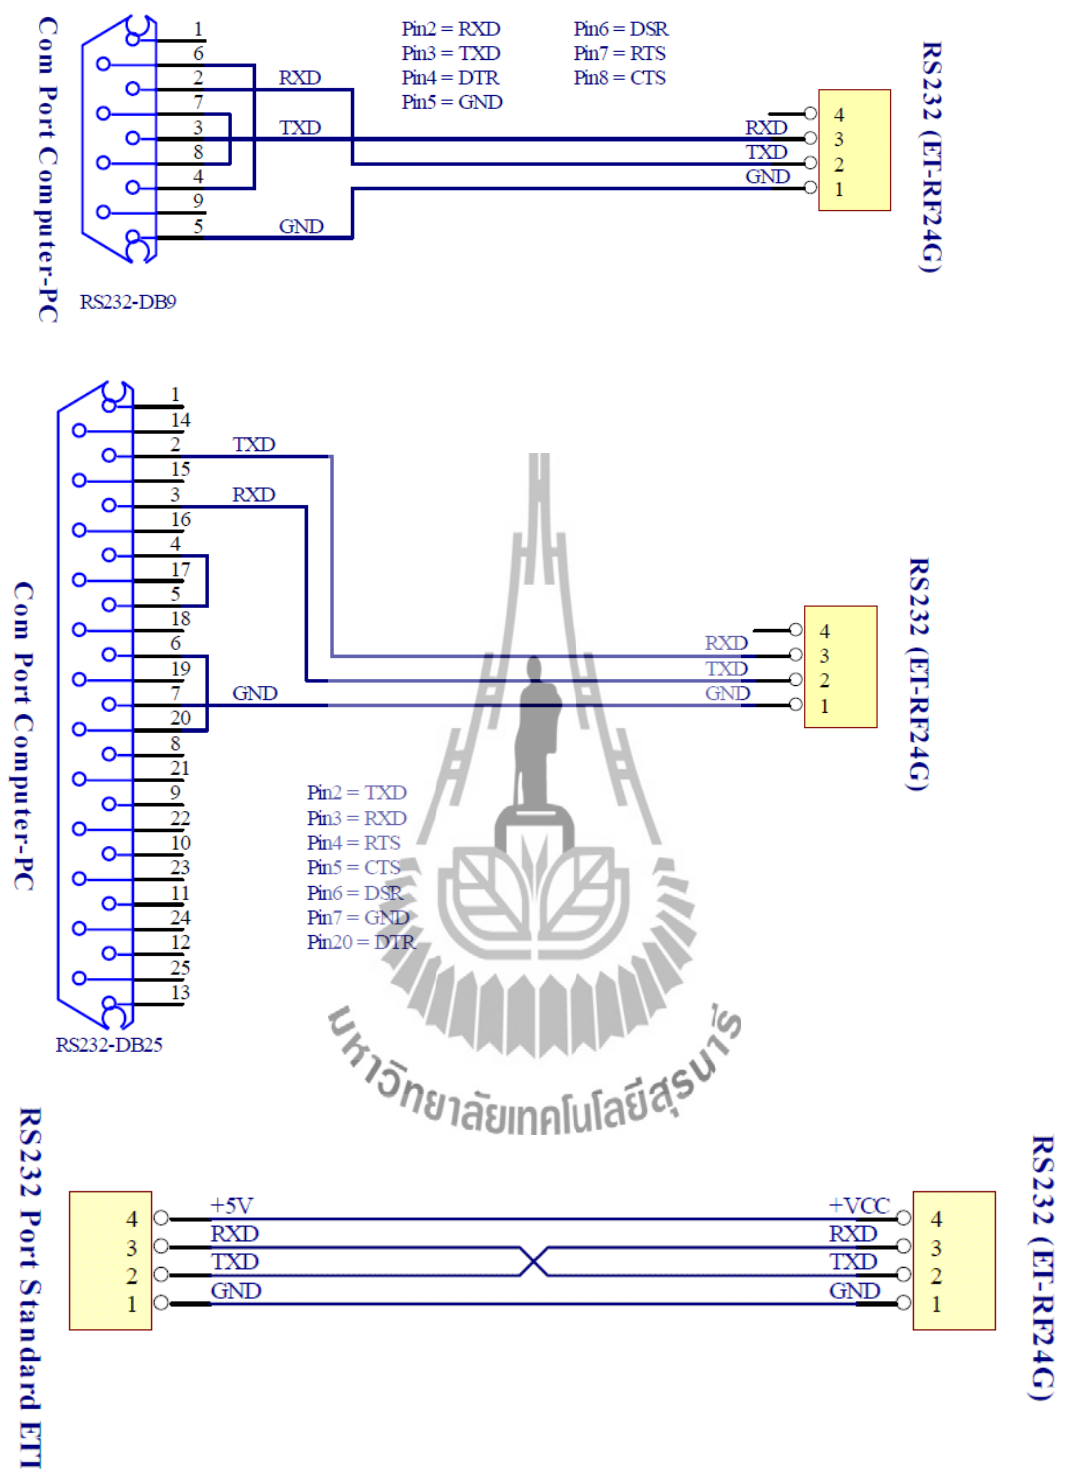 Com Port Computer-PC
1
6
2
7
3
8
4
9
5
RXD
TXD
GND
RS232-DB9
Pin2 = RXD
Pin3 = TXD
Pin4 = DTR
Pin5 = GND
Pin6 = DSR
Pin7 = RTS
Pin8 = CTS
RXD
TXD
GND
4
3
2
1
RS232 (ET-RF24G)
Com Port Computer-PC
1
14
2
15
3
16
4
17
5
18
6
19
7
20
8
21
9
22
10
23
11
24
12
25
13
TXD
RXD
GND
RS232-DB25
Pin2 = TXD
Pin3 = RXD
Pin4 = RTS
Pin5 = CTS
Pin6 = DSR
Pin7 = GND
Pin20 = DTR
RXD
TXD
GND
4
3
2
1
RS232 (ET-RF24G)
มหาวิทยาลัยเทคโนโลยีสุรนารี
RS232 Port Standard ETT
4
3
2
1
+5V
RXD
TXD
GND
+VCC
RXD
TXD
GND
4
3
2
1
RS232 (ET-RF24G)